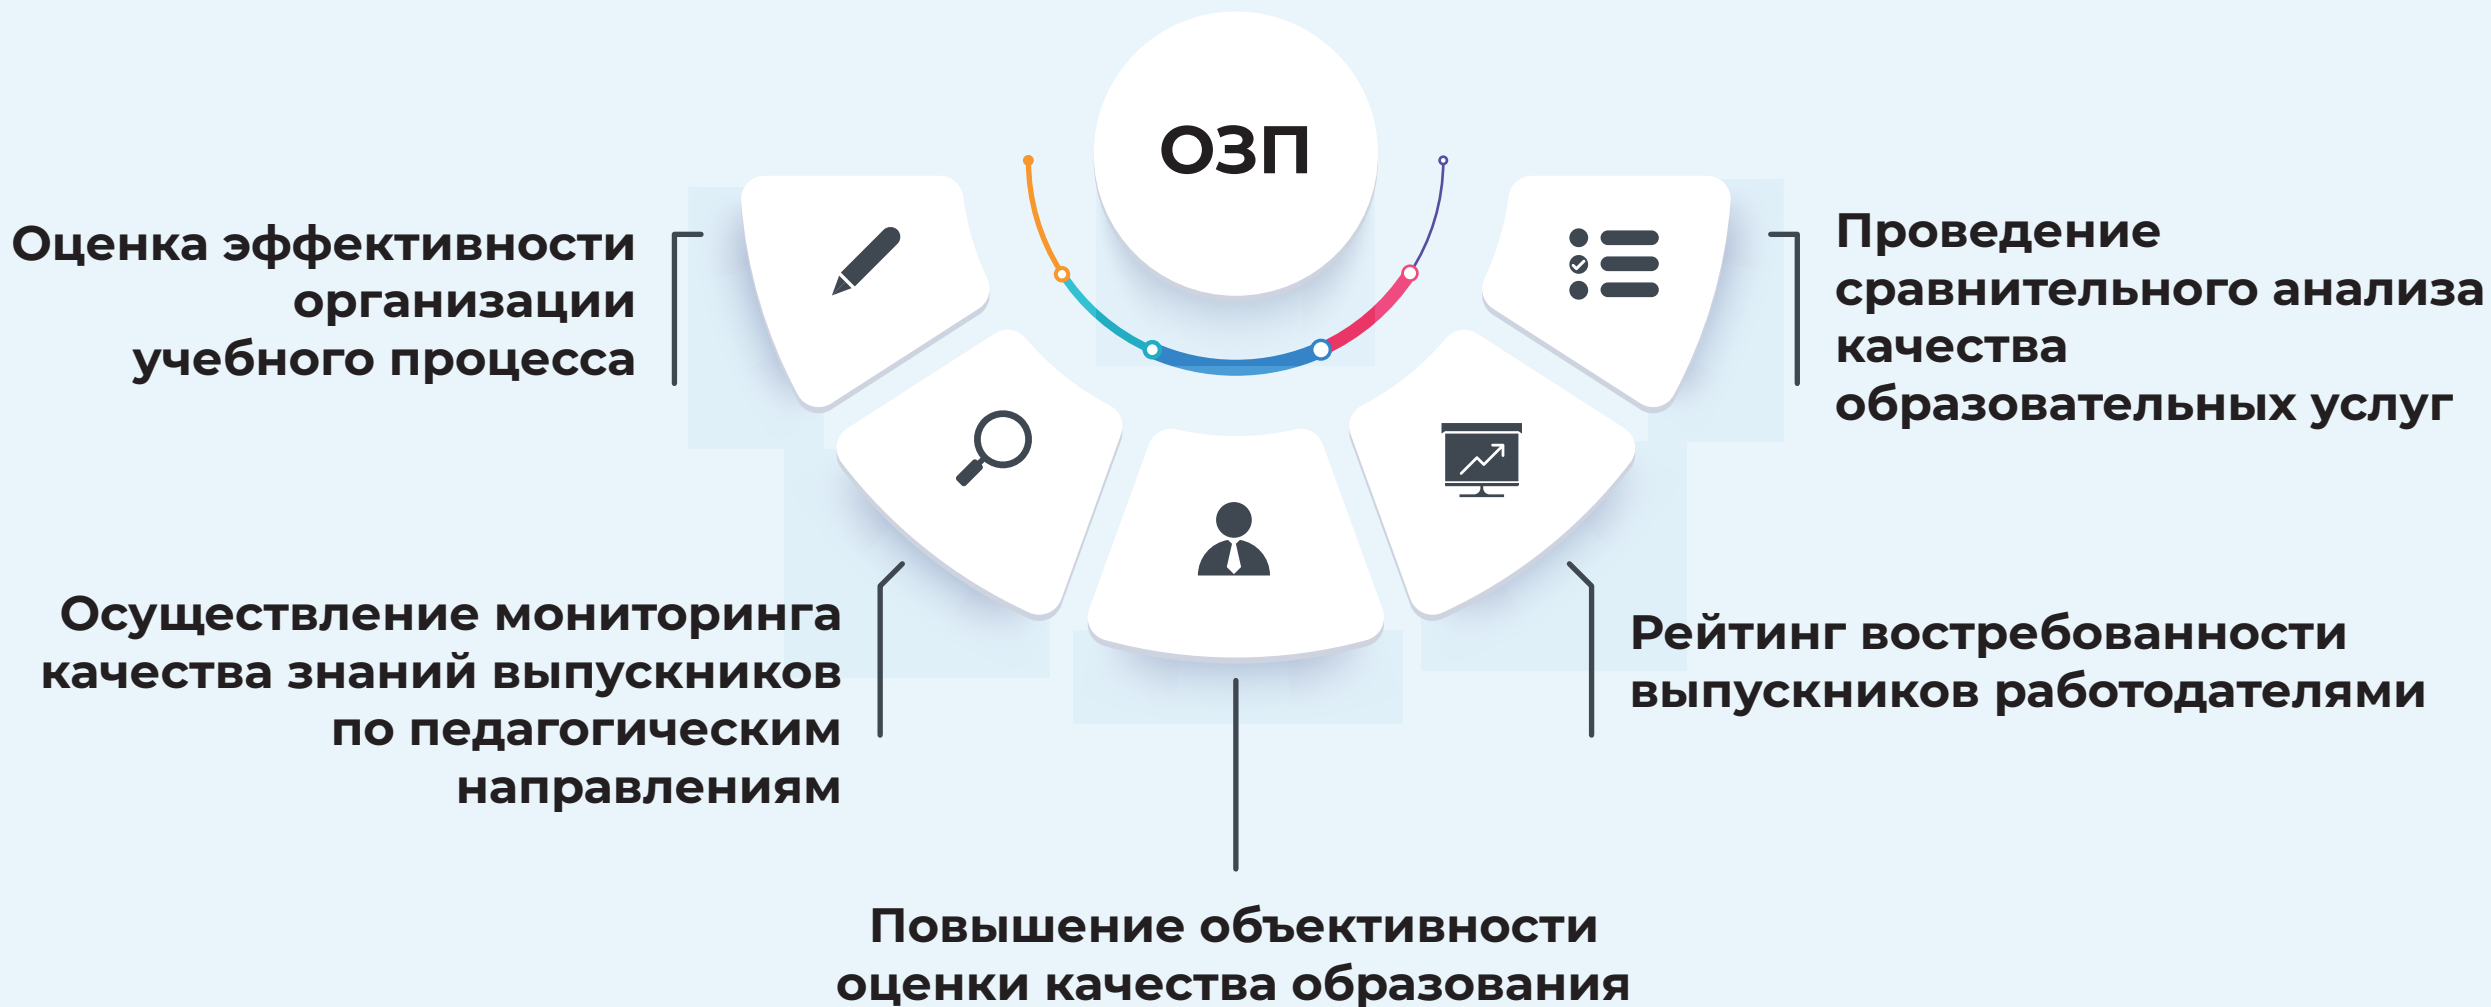 ОЗП
Оценка эффективности
организации
учебного процесса
Осуществление мониторинга
качества знаний выпускников
по педагогическим
направлениям
Повышение объективности
оценки качества образования
Рейтинг востребованности
выпускников работодателями
Проведение
сравнительного анализа
качества
образовательных услуг